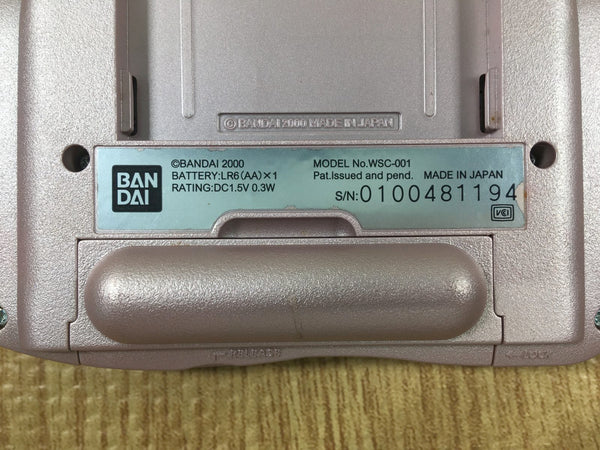 ©BANDAI 2000 MADE IN JAPAN
BAN
DAI
©BANDAI 2000
BATTERY:LR6(AA)×1
RATING:DC1.5V 0.3W
MODEL No.WSC-001
Pat.Issued and pend. MADE IN JAPAN
S/N:0100481194
VCI
←RELEASE
←LOCK